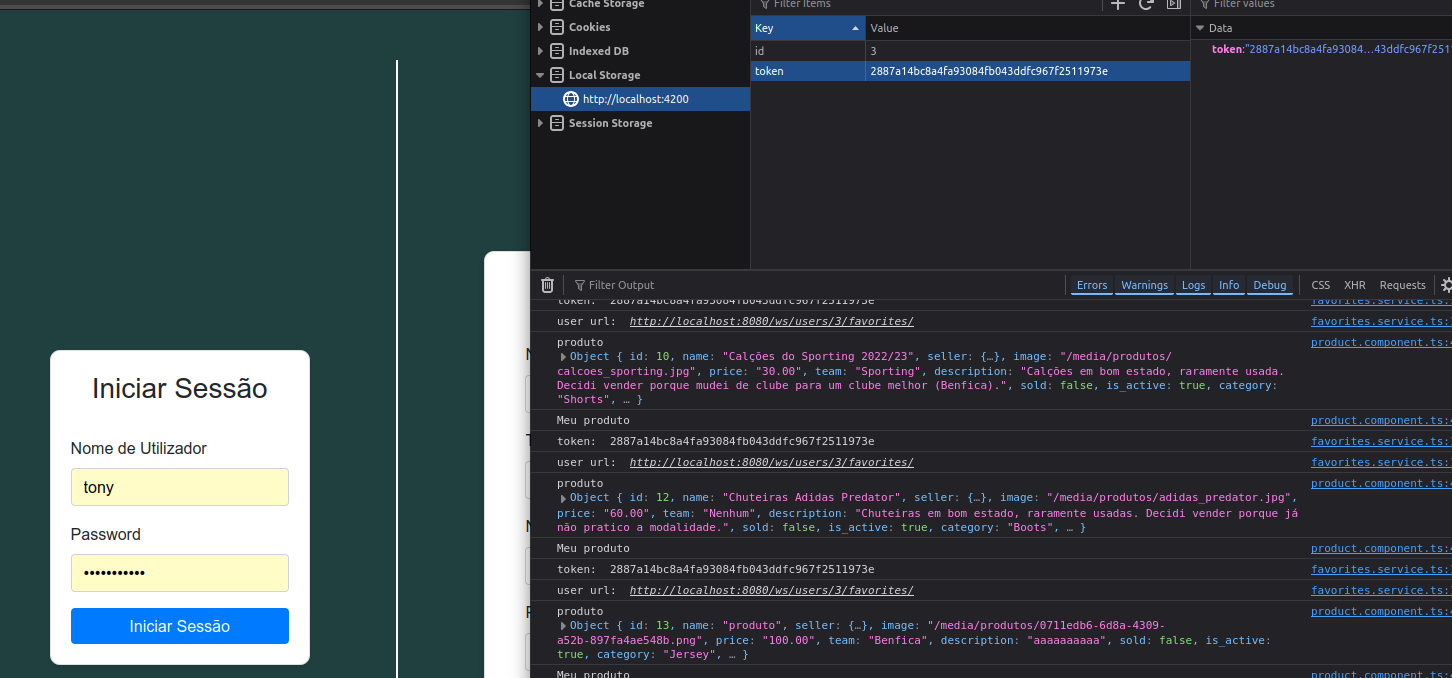 Iniciar Sessão
Nome de Utilizador
tony
Password
•••••••••••
Iniciar Sessão
Cache Storage
Cookies
Indexed DB
Local Storage
http://localhost:4200
Session Storage
Filter Items
Key Value
id 3
token 2887a14bc8a4fa93084fb043ddfc967f2511973e
Filter values
Data
token:"2887a14bc8a4fa93084…43ddfc967f251
Filter Output
Errors Warnings Logs Info Debug CSS XHR Requests
token: 2887a14bc8a4fa93084fb043ddfc967f2511973e favorites.service.ts:
user url: http://localhost:8080/ws/users/3/favorites/ favorites.service.ts:
produto product.component.ts:
Object { id: 10, name: "Calções do Sporting 2022/23", seller: {…}, image: "/media/produtos/
calcoes_sporting.jpg", price: "30.00", team: "Sporting", description: "Calções em bom estado, raramente usada.
Decidi vender porque mudei de clube para um clube melhor (Benfica).", sold: false, is_active: true, category:
"Shorts", … }
Meu produto product.component.ts:
token: 2887a14bc8a4fa93084fb043ddfc967f2511973e favorites.service.ts:
user url: http://localhost:8080/ws/users/3/favorites/ favorites.service.ts:
produto product.component.ts:
Object { id: 12, name: "Chuteiras Adidas Predator", seller: {…}, image: "/media/produtos/adidas_predator.jpg",
price: "60.00", team: "Nenhum", description: "Chuteiras em bom estado, raramente usadas. Decidi vender porque já
não pratico a modalidade.", sold: false, is_active: true, category: "Boots", … }
Meu produto product.component.ts:
token: 2887a14bc8a4fa93084fb043ddfc967f2511973e favorites.service.ts:
user url: http://localhost:8080/ws/users/3/favorites/ favorites.service.ts:
produto product.component.ts:
Object { id: 13, name: "produto", seller: {…}, image: "/media/produtos/0711edb6-6d8a-4309-
a52b-897fa4ae548b.png", price: "100.00", team: "Benfica", description: "aaaaaaaaaa", sold: false, is_active:
true, category: "Jersey", … }
Meu produto product.component.ts: